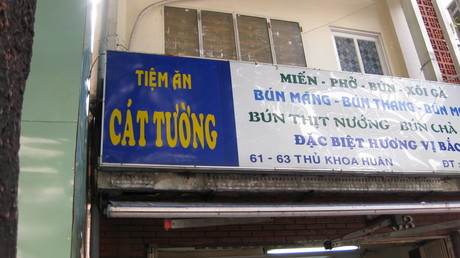 TIỆM ĂN
CÁT TƯỜNG
MIẾN - PHỞ - BÚN - XÔI GÀ
BÚN MĂNG - BÚN THANG - BÚN
BÚN THỊT NƯỚNG BÚN CHẢ
ĐẶC BIỆT HƯƠNG VỊ BẮC
61 - 63 THỦ KHOA HUÂN
ĐT